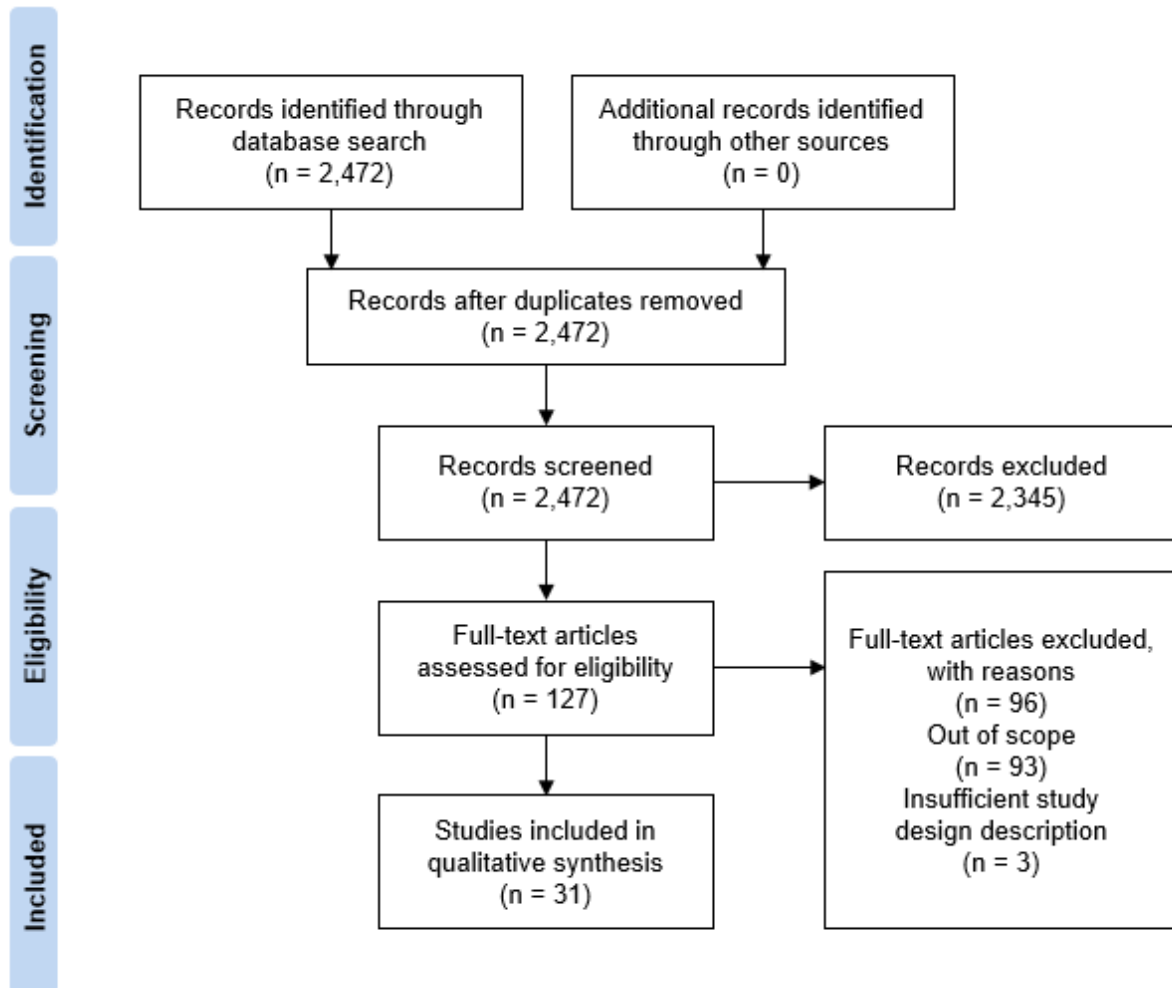 Identification
Records identified through
database search
(n = 2,472)
Additional records identified
through other sources
(n = 0)
Screening
Records after duplicates removed
(n = 2,472)
Records screened
(n = 2,472)
Records excluded
(n = 2,345)
Eligibility
Full-text articles
assessed for eligibility
(n = 127)
Full-text articles excluded,
with reasons
(n = 96)
Out of scope
(n = 93)
Insufficient study
design description
(n = 3)
Included
Studies included in
qualitative synthesis
(n = 31)